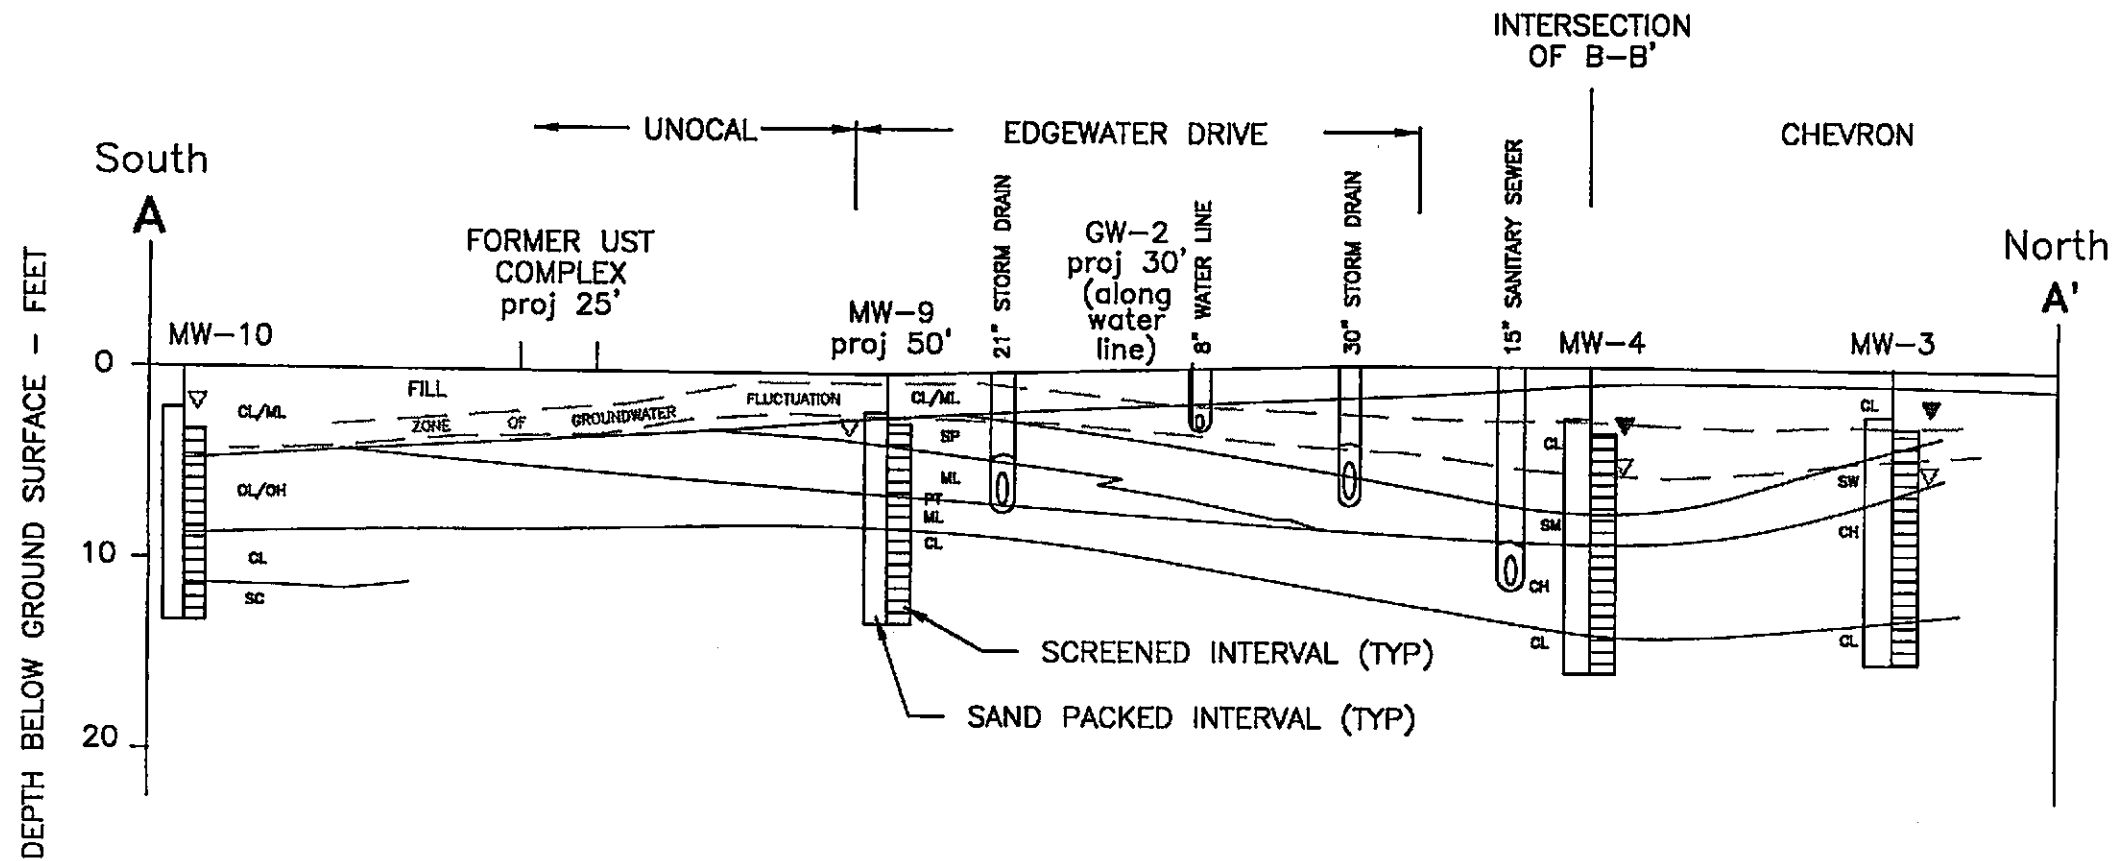 INTERSECTION
OF B-B'
UNOCAL
EDGEWATER DRIVE
CHEVRON
South
A
North
A'
FORMER UST
COMPLEX
proj 25'
MW-10
MW-9
proj 50'
21" STORM DRAIN
GW-2
proj 30'
(along
water
line)
8" WATER LINE
30" STORM DRAIN
15" SANITARY SEWER
MW-4
MW-3
DEPTH BELOW GROUND SURFACE - FEET
0
10
20
FILL
CL/ML
ZONE OF GROUNDWATER FLUCTUATION
CL/ML
OL/OH
CL
SC
SP
ML
PT
ML
CL
CL
SM
CH
CL
CL
SW
CH
CL
SCREENED INTERVAL (TYP)
SAND PACKED INTERVAL (TYP)